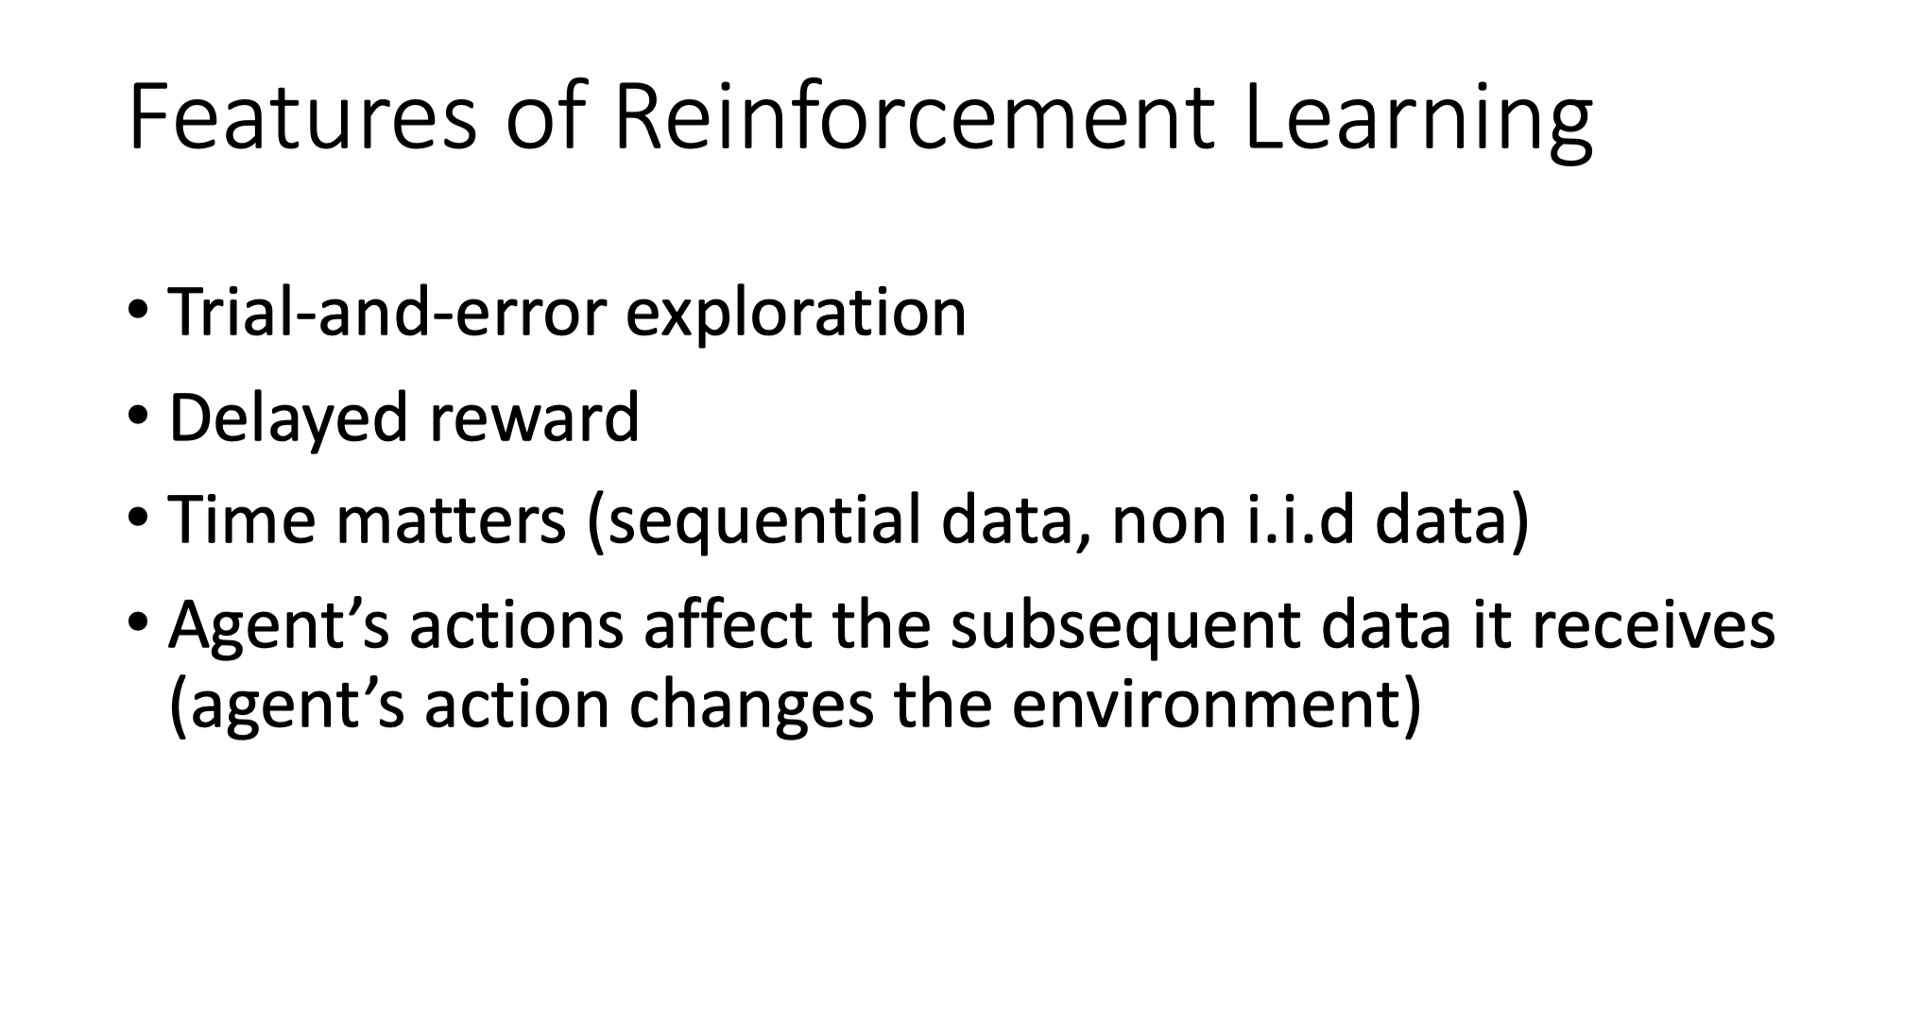 Features of Reinforcement Learning
• Trial-and-error exploration
• Delayed reward
• Time matters (sequential data, non i.i.d data)
• Agent’s actions affect the subsequent data it receives
(agent’s action changes the environment)